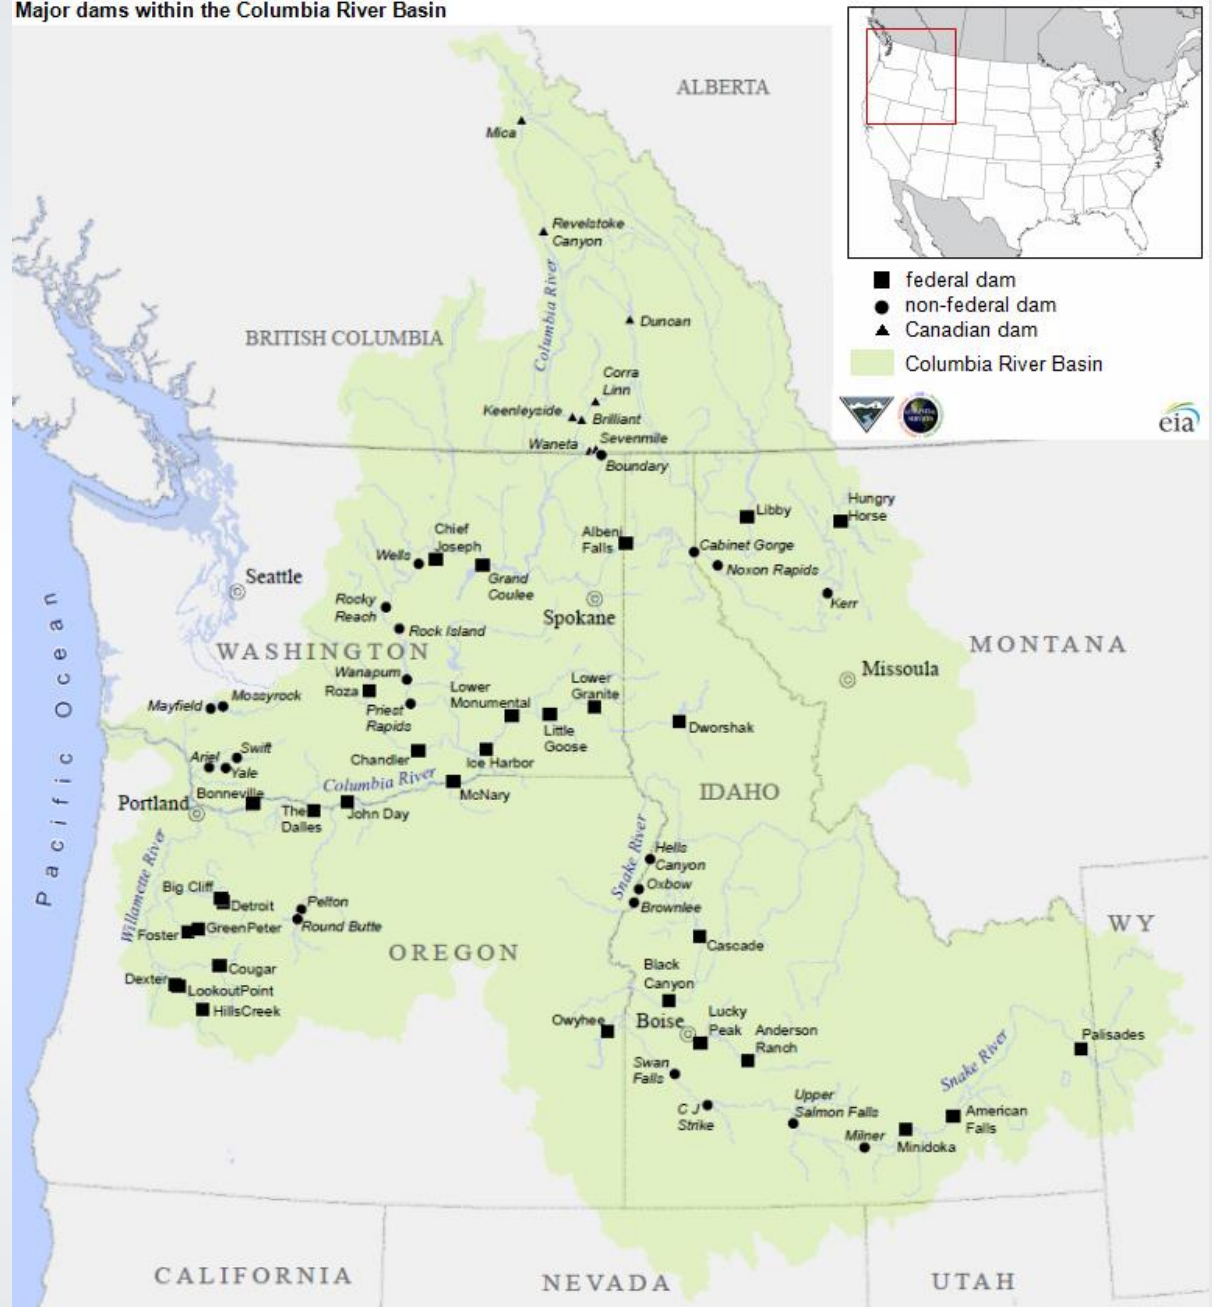 Major dams within the Columbia River Basin
ALBERTA
Mica
Revelstoke
Canyon
Columbia River
Duncan
BRITISH COLUMBIA
Corra
Linn
Keenleyside
Brilliant
Waneta
Sevenmile
Boundary
federal dam
non-federal dam
Canadian dam
Columbia River Basin
eia
Libby
Hungry
Horse
Chief
Joseph
Albeni
Falls
Wells
Cabinet Gorge
Noxon Rapids
Grand
Coulee
Seattle
Kerr
Rocky
Reach
Spokane
Rock Island
WASHINGTON
MONTANA
Missoula
Wanapum
Roza
Lower
Monumental
Lower
Granite
Mayfield
Mossyrock
Priest
Rapids
Little
Goose
Dworshak
Ariel
Swift
Yale
Chandler
Ice Harbor
Columbia River
IDAHO
Bonneville
McNary
Portland
The
Dalles
John Day
Pacific Ocean
Willamette River
Snake River
Hells
Canyon
Oxbow
Brownlee
Big Cliff
Detroit
Pelton
Round Butte
Foster
GreenPeter
OREGON
WY
Cascade
Cougar
Dexter
LookoutPoint
HillsCreek
Black
Canyon
Owyhee
Boise
Lucky
Peak
Anderson
Ranch
Palisades
Snake River
Swan
Falls
C J
Strike
Upper
Salmon Falls
American
Falls
Milner
Minidoka
CALIFORNIA
NEVADA
UTAH